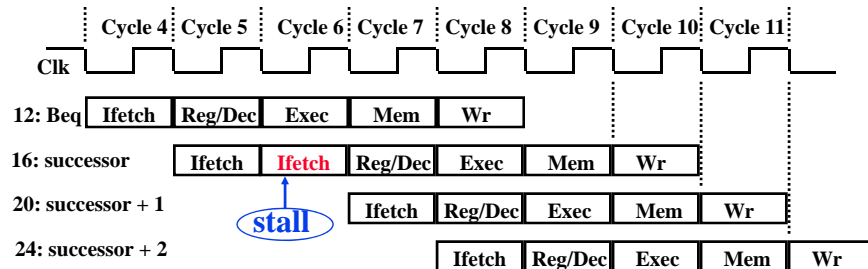 Cycle 4 Cycle 5 Cycle 6 Cycle 7 Cycle 8 Cycle 9 Cycle 10 Cycle 11
Clk
12: Beq Ifetch Reg/Dec Exec Mem Wr
16: successor Ifetch Ifetch Reg/Dec Exec Mem Wr
stall
20: successor + 1 Ifetch Reg/Dec Exec Mem Wr
24: successor + 2 Ifetch Reg/Dec Exec Mem Wr